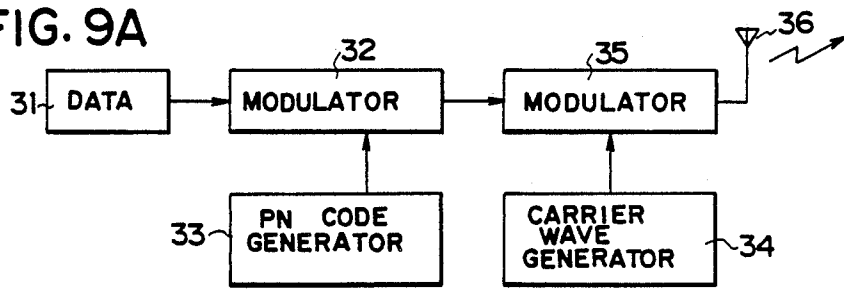 FIG. 9A
32
35
36
31
DATA
MODULATOR
MODULATOR
33
PN CODE
GENERATOR
CARRIER
WAVE
GENERATOR
34